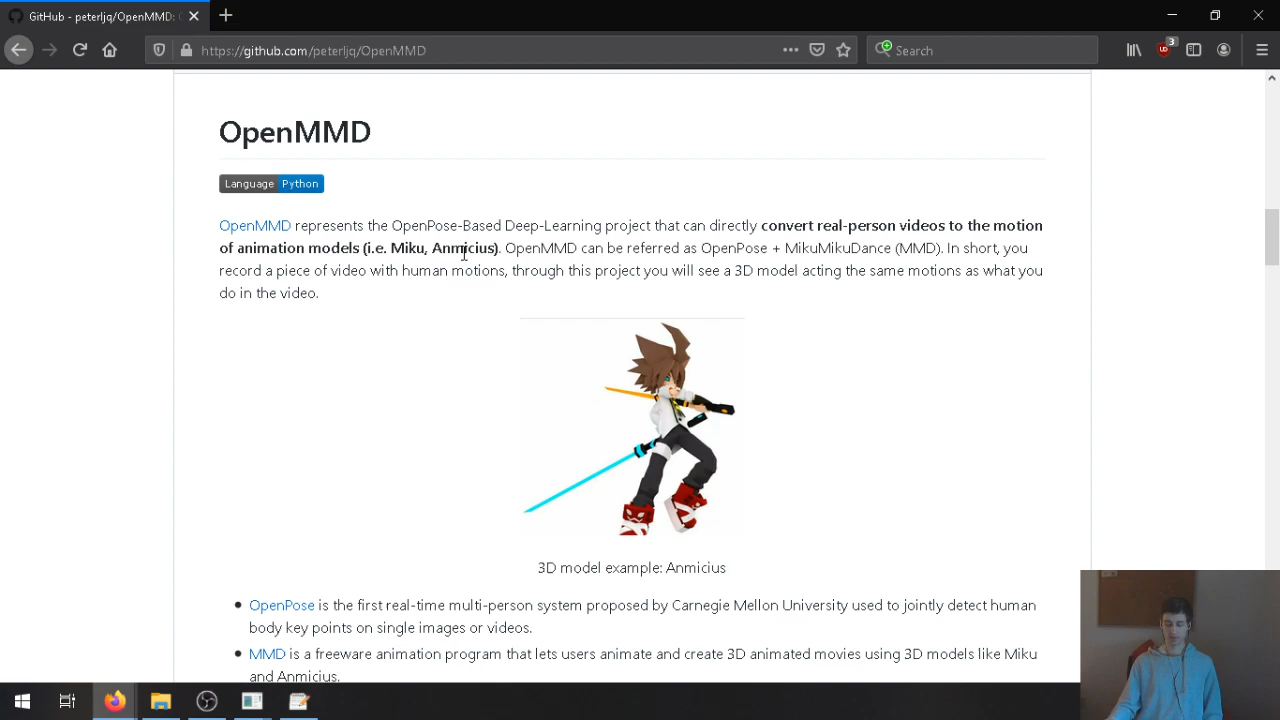 GitHub - peterljq/OpenMMD: 
https://github.com/peterljq/OpenMMD
Search
3
OpenMMD
Language Python
OpenMMD represents the OpenPose-Based Deep-Learning project that can directly convert real-person videos to the motion
of animation models (i.e. Miku, Anmicius). OpenMMD can be referred as OpenPose + MikuMikuDance (MMD). In short, you
record a piece of video with human motions, through this project you will see a 3D model acting the same motions as what you
do in the video.
3D model example: Anmicius
OpenPose is the first real-time multi-person system proposed by Carnegie Mellon University used to jointly detect human
body key points on single images or videos.
MMD is a freeware animation program that lets users animate and create 3D animated movies using 3D models like Miku
and Anmicius.